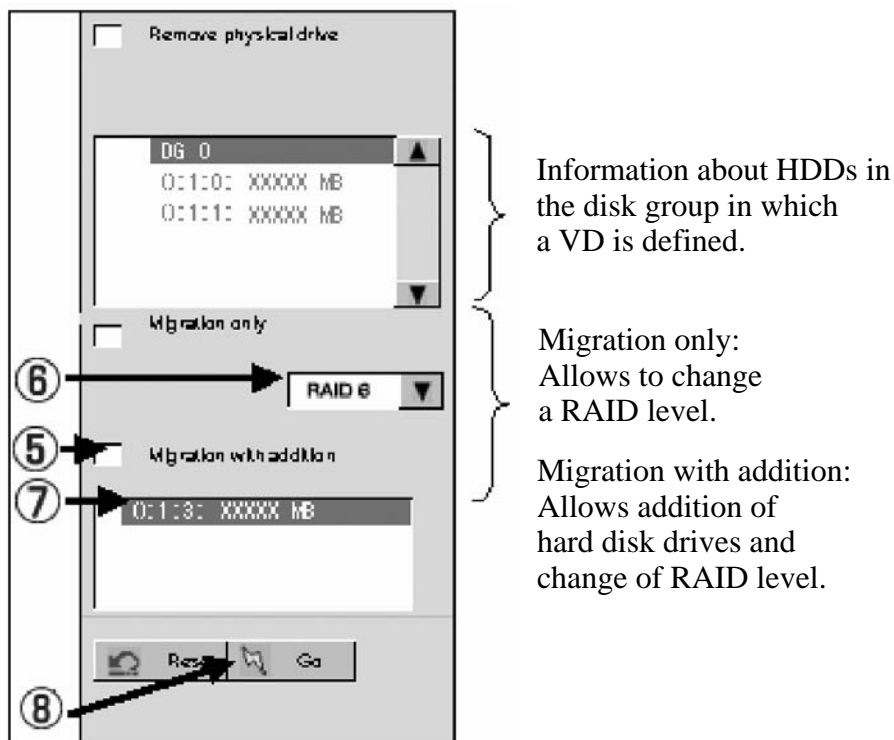 Remove physical drive
DG 0
0:1:0: XXXXX MB
0:1:1: XXXXX MB
Information about HDDs in
the disk group in which
a VD is defined.
Migration only
⑥
RAID 6
Migration only:
Allows to change
a RAID level.
⑤
Migration with addition
⑦
0:1:3: XXXXX MB
Migration with addition:
Allows addition of
hard disk drives and
change of RAID level.
Go
⑧